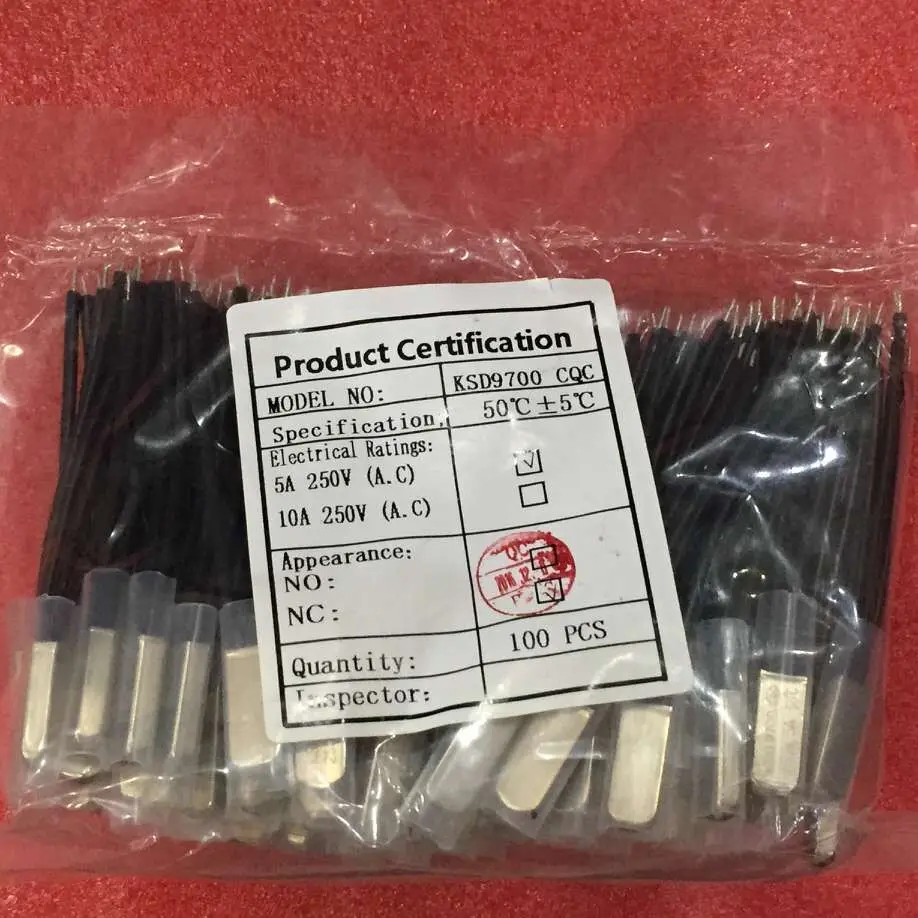 Product Certification
MODEL NO: KSD9700 CQC
Specification, 50℃±5℃
Electrical Ratings:
5A 250V (A.C) √
10A 250V (A.C)
Appearance:
NO: QC
NC: √
Quantity: 100 PCS
Inspector: